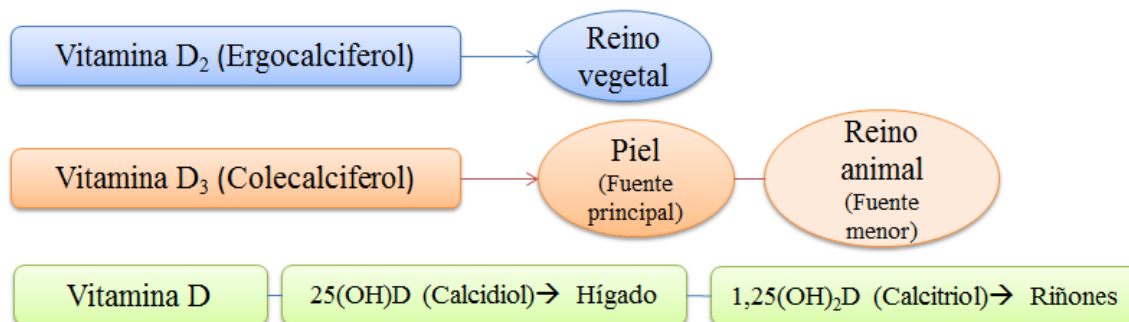 Vitamina D₂ (Ergocalciferol)
Reino
vegetal
Vitamina D₃ (Colecalciferol)
Piel
(Fuente
principal)
Reino
animal
(Fuente
menor)
Vitamina D
25(OH)D (Calcidiol)→ Hígado
1,25(OH)₂D (Calcitriol)→ Riñones